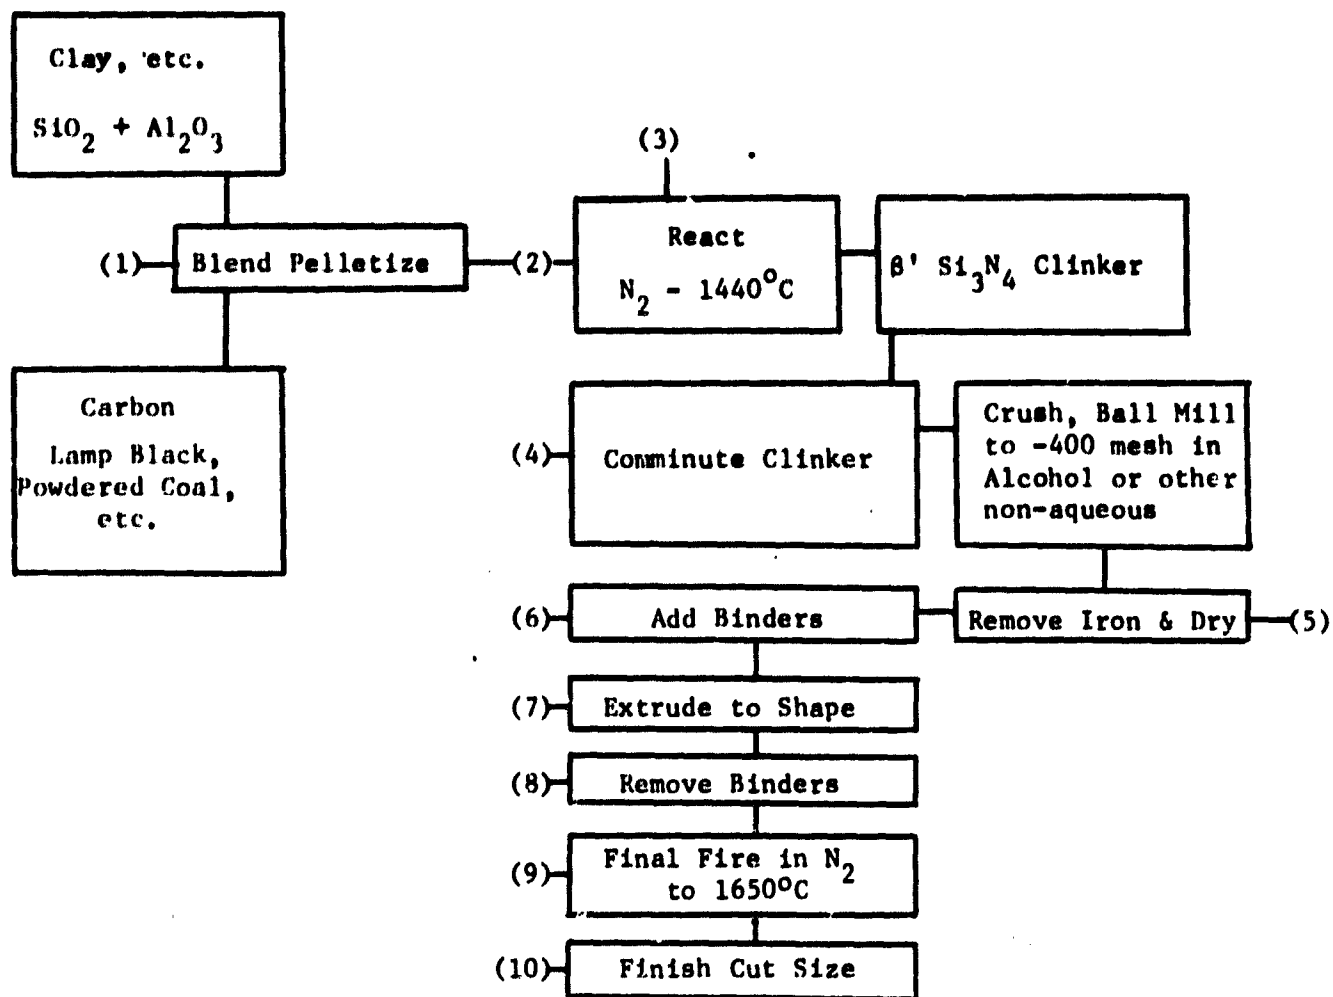 Clay, etc.
SiO₂ + Al₂O₃
(3)
(1) Blend Pelletize (2)
React
N₂ - 1440°C
β' Si₃N₄ Clinker
Carbon
Lamp Black,
Powdered Coal,
etc.
(4) Comminute Clinker
Crush, Ball Mill
to -400 mesh in
Alcohol or other
non-aqueous
(6) Add Binders
Remove Iron & Dry (5)
(7) Extrude to Shape
(8) Remove Binders
(9) Final Fire in N₂
to 1650°C
(10) Finish Cut Size